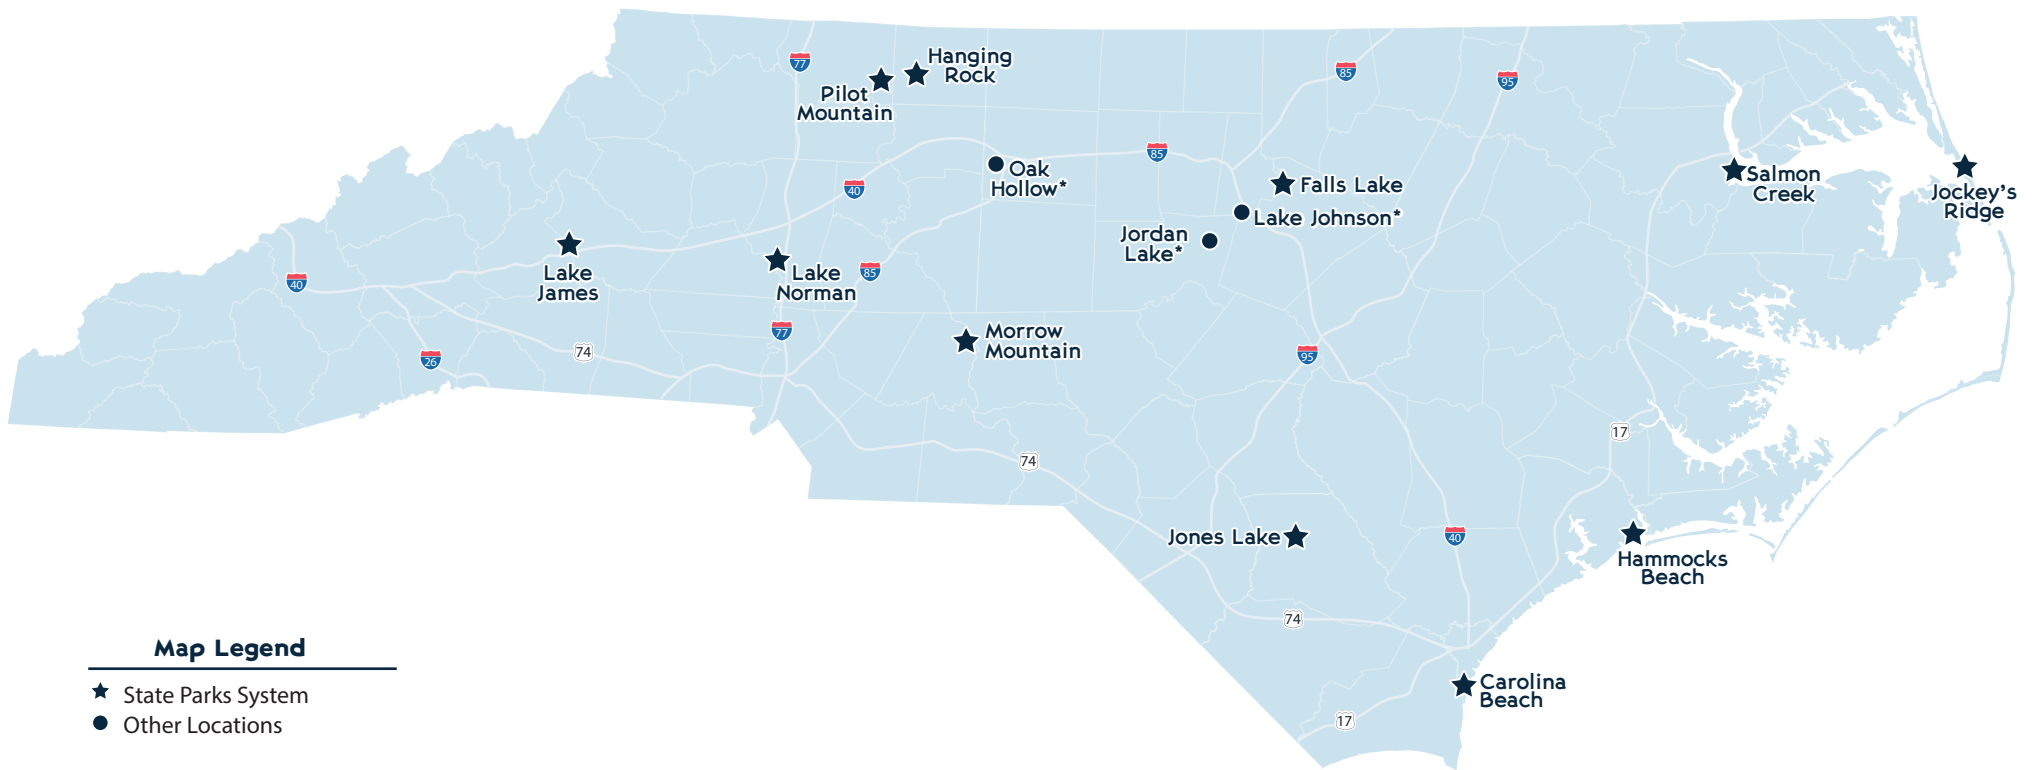 77
Hanging
Rock
Pilot
Mountain
85
95
85
Oak
Hollow*
40
Falls Lake
Lake Johnson*
Jordan
Lake*
Salmon
Creek
Jockey's
Ridge
40
Lake
James
Lake
Norman
85
77
26
74
Morrow
Mountain
95
17
74
Jones Lake
40
Hammocks
Beach
74
Carolina
Beach
17
Map Legend
State Parks System
Other Locations